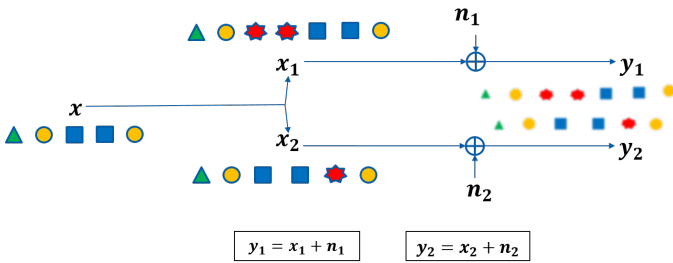 n₁
x₁
y₁
x
x₂
y₂
n₂
y₁ = x₁ + n₁
y₂ = x₂ + n₂